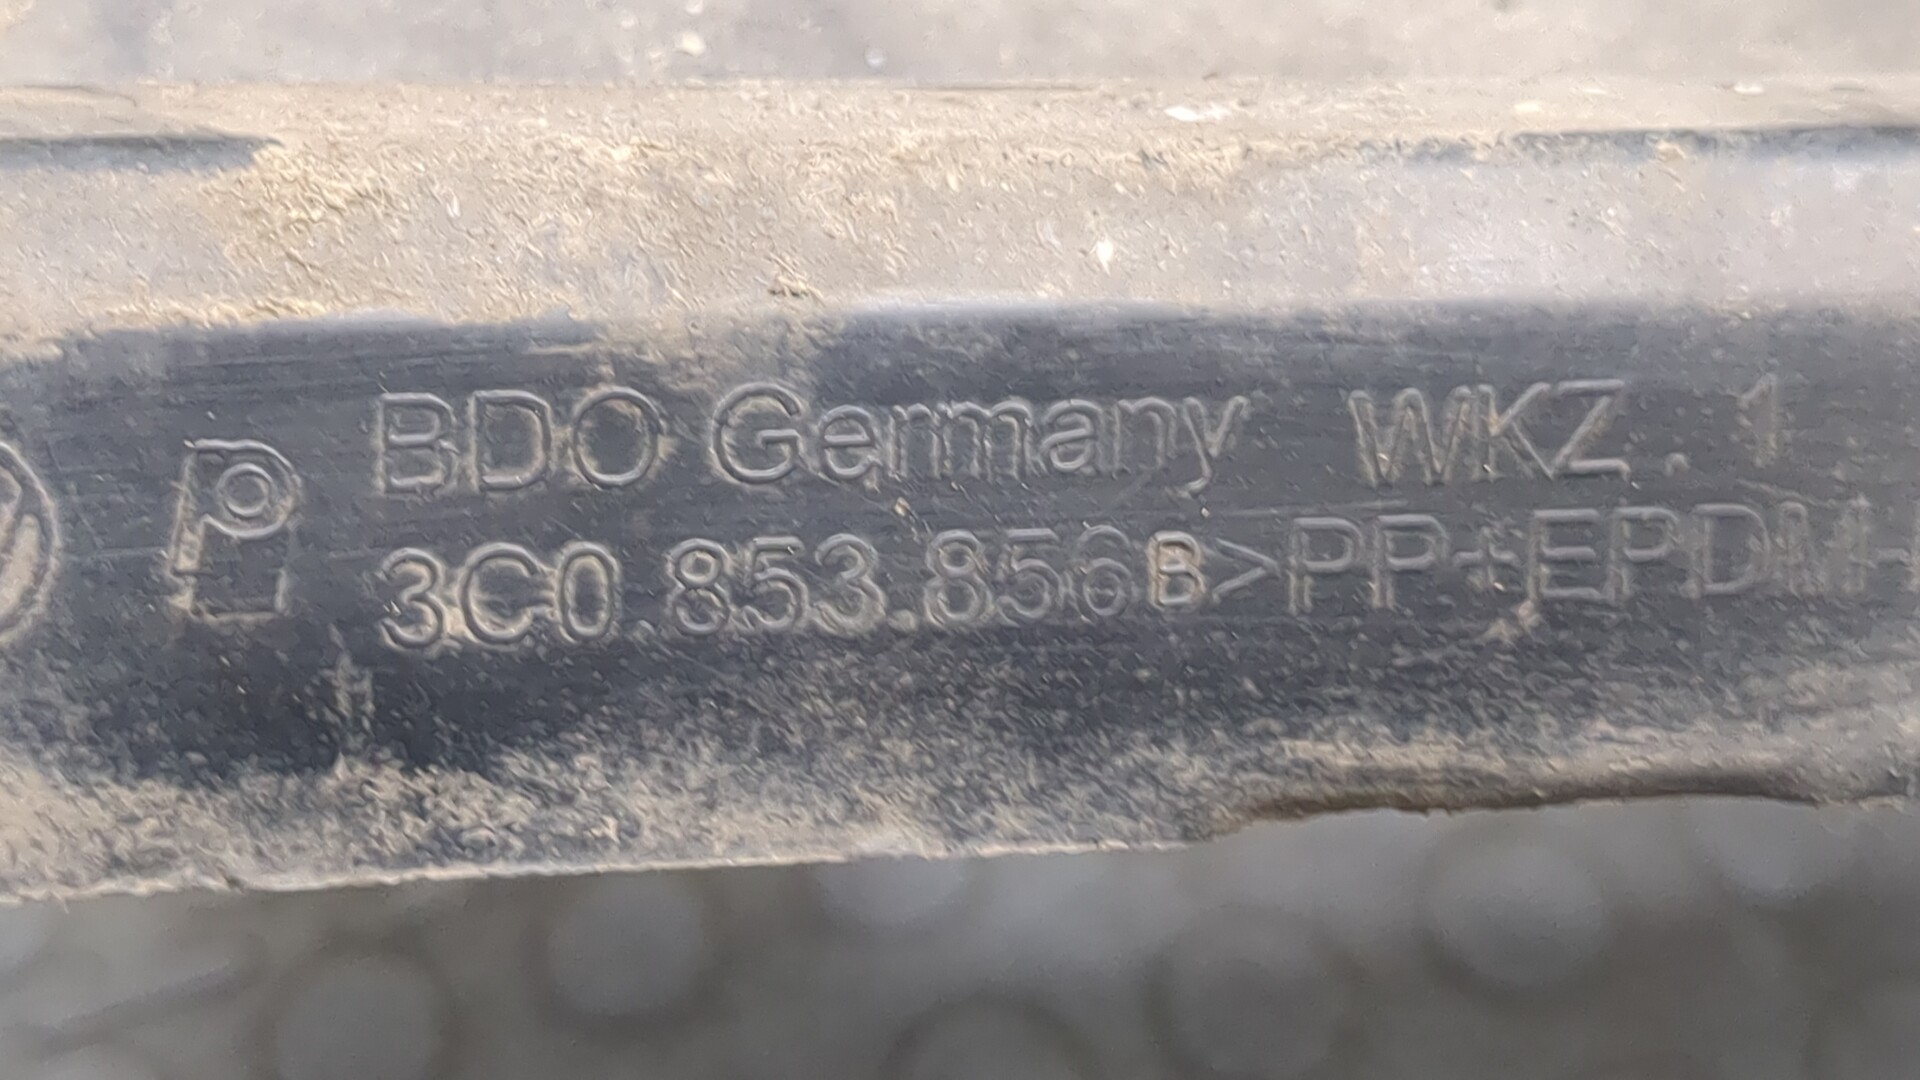 BDO Germany WKZ. 1
3C0.853.856B >PP+EPDM-